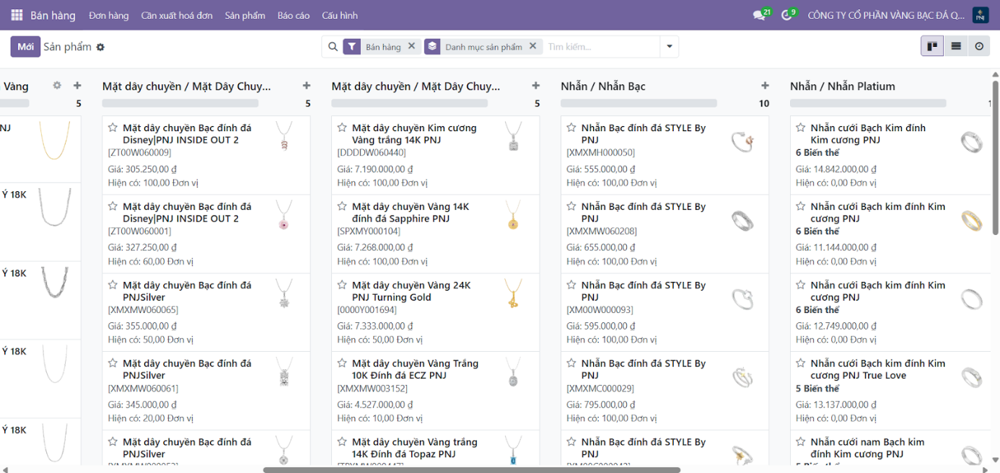 Bán hàng Đơn hàng Cần xuất hoá đơn Sản phẩm Báo cáo Cấu hình 21 9 CÔNG TY CỔ PHẦN VÀNG BẠC ĐÁ Q... PNJ
Mới Sản phẩm Bán hàng Danh mục sản phẩm Tìm kiếm...
Vàng
5
NJ
Ý 18K
Ý 18K
Ý 18K
Ý 18K
Mặt dây chuyền / Mặt Dây Chuy...
5
Mặt dây chuyền Bạc đính đá
Disney|PNJ INSIDE OUT 2
[ZT00W060009]
Giá: 305.250,00 ₫
Hiện có: 100,00 Đơn vị
Mặt dây chuyền Bạc đính đá
Disney|PNJ INSIDE OUT 2
[ZT00W060001]
Giá: 327.250,00 ₫
Hiện có: 60,00 Đơn vị
Mặt dây chuyền Bạc đính đá
PNJSilver
[XMXMW060065]
Giá: 355.000,00 ₫
Hiện có: 50,00 Đơn vị
Mặt dây chuyền Bạc đính đá
PNJSilver
[XMXMW060061]
Giá: 345.000,00 ₫
Hiện có: 20,00 Đơn vị
Mặt dây chuyền Bạc đính đá
PNJSilver
Mặt dây chuyền / Mặt Dây Chuy...
5
Mặt dây chuyền Kim cương
Vàng trắng 14K PNJ
[DDDDW060440]
Giá: 7.190.000,00 ₫
Hiện có: 100,00 Đơn vị
Mặt dây chuyền Vàng 14K
đính đá Sapphire PNJ
[SPXMY000104]
Giá: 7.268.000,00 ₫
Hiện có: 100,00 Đơn vị
Mặt dây chuyền Vàng 24K
PNJ Turning Gold
[0000Y001694]
Giá: 7.333.000,00 ₫
Hiện có: 50,00 Đơn vị
Mặt dây chuyền Vàng Trắng
10K Đính đá ECZ PNJ
[XMXMW003152]
Giá: 4.527.000,00 ₫
Hiện có: 10,00 Đơn vị
Mặt dây chuyền Vàng trắng
14K Đính đá Topaz PNJ
Nhẫn / Nhẫn Bạc
10
Nhẫn Bạc đính đá STYLE By
PNJ
[XMXMH000050]
Giá: 555.000,00 ₫
Hiện có: 100,00 Đơn vị
Nhẫn Bạc đính đá STYLE By
PNJ
[XMXMW060208]
Giá: 655.000,00 ₫
Hiện có: 100,00 Đơn vị
Nhẫn Bạc đính đá STYLE By
PNJ
[XM00W000093]
Giá: 595.000,00 ₫
Hiện có: 100,00 Đơn vị
Nhẫn Bạc đính đá STYLE By
PNJ
[XMXMC000029]
Giá: 795.000,00 ₫
Hiện có: 100,00 Đơn vị
Nhẫn Bạc đính đá STYLE By
PNJ
Nhẫn / Nhẫn Platium
Nhẫn cưới Bạch Kim đính
Kim cương PNJ
6 Biến thể
Giá: 14.842.000,00 ₫
Hiện có: 0,00 Đơn vị
Nhẫn cưới Bạch kim đính Kim
cương PNJ
6 Biến thể
Giá: 11.144.000,00 ₫
Hiện có: 0,00 Đơn vị
Nhẫn cưới Bạch kim đính Kim
cương PNJ
6 Biến thể
Giá: 12.749.000,00 ₫
Hiện có: 0,00 Đơn vị
Nhẫn cưới Bạch kim đính Kim
cương PNJ True Love
5 Biến thể
Giá: 13.137.000,00 ₫
Hiện có: 0,00 Đơn vị
Nhẫn cưới nam Bạch kim
đính Kim cương PNJ